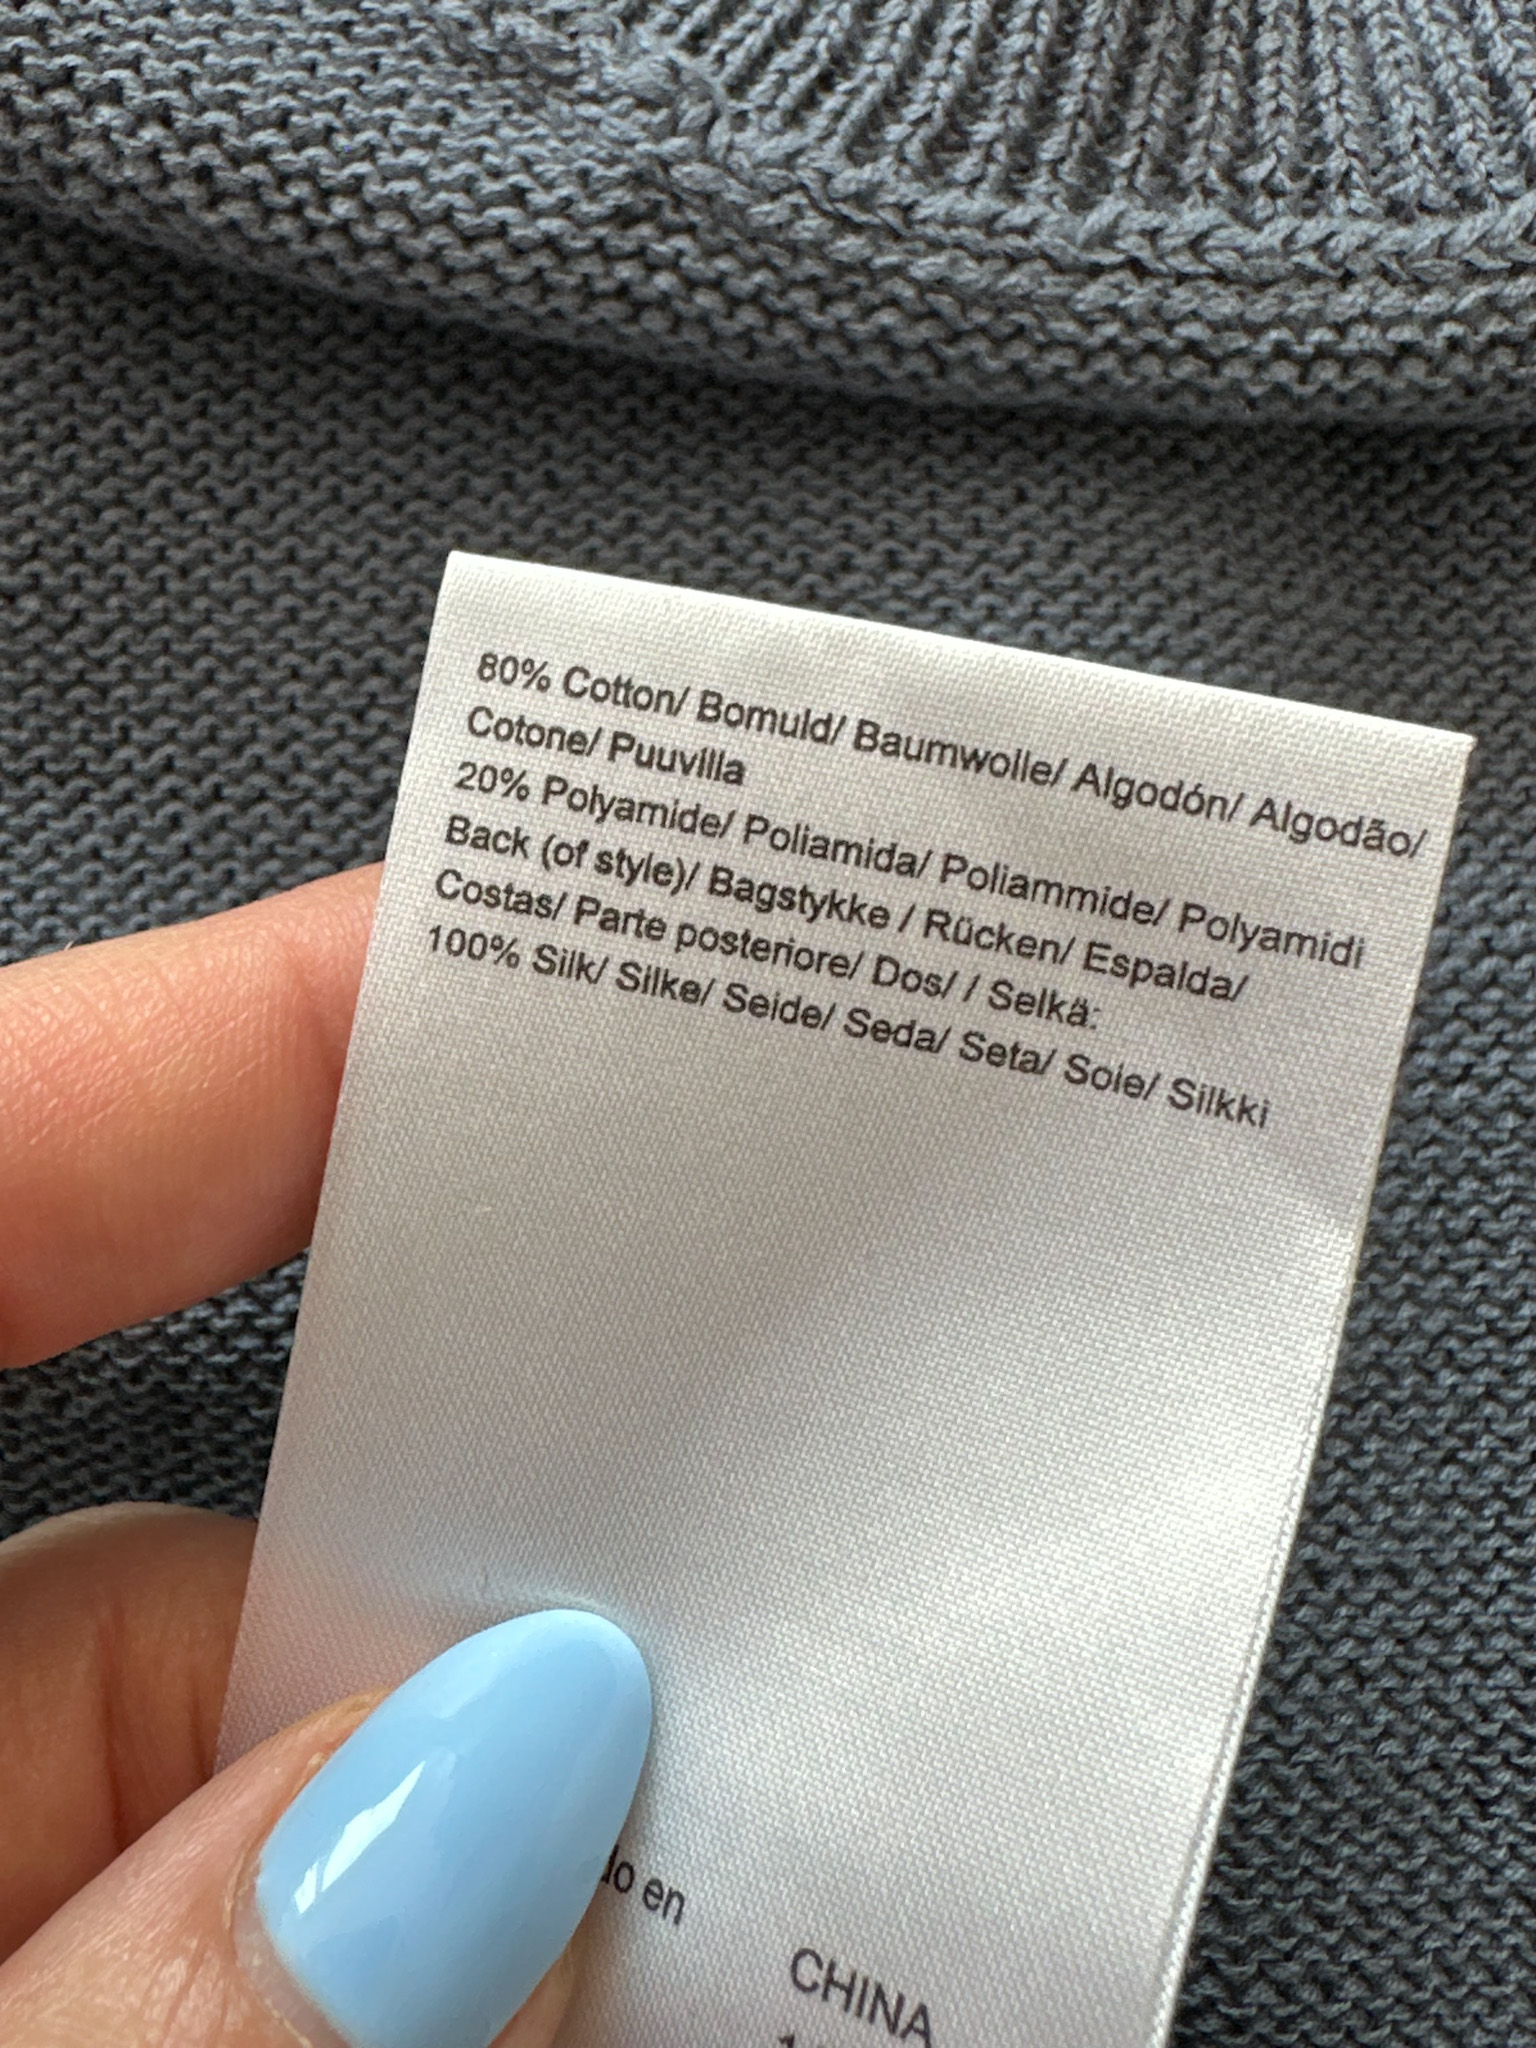 80% Cotton/ Bomuld/ Baumwolle/ Algodón/ Algodão/
Cotone/ Puuvilla
20% Polyamide/ Poliamida/ Poliammide/ Polyamidi
Back (of style)/ Bagstykke / Rücken/ Espalda/
Costas/ Parte posteriore/ Dos/ / Selkä:
100% Silk/ Silke/ Seide/ Seda/ Seta/ Soie/ Silkki
en
CHINA